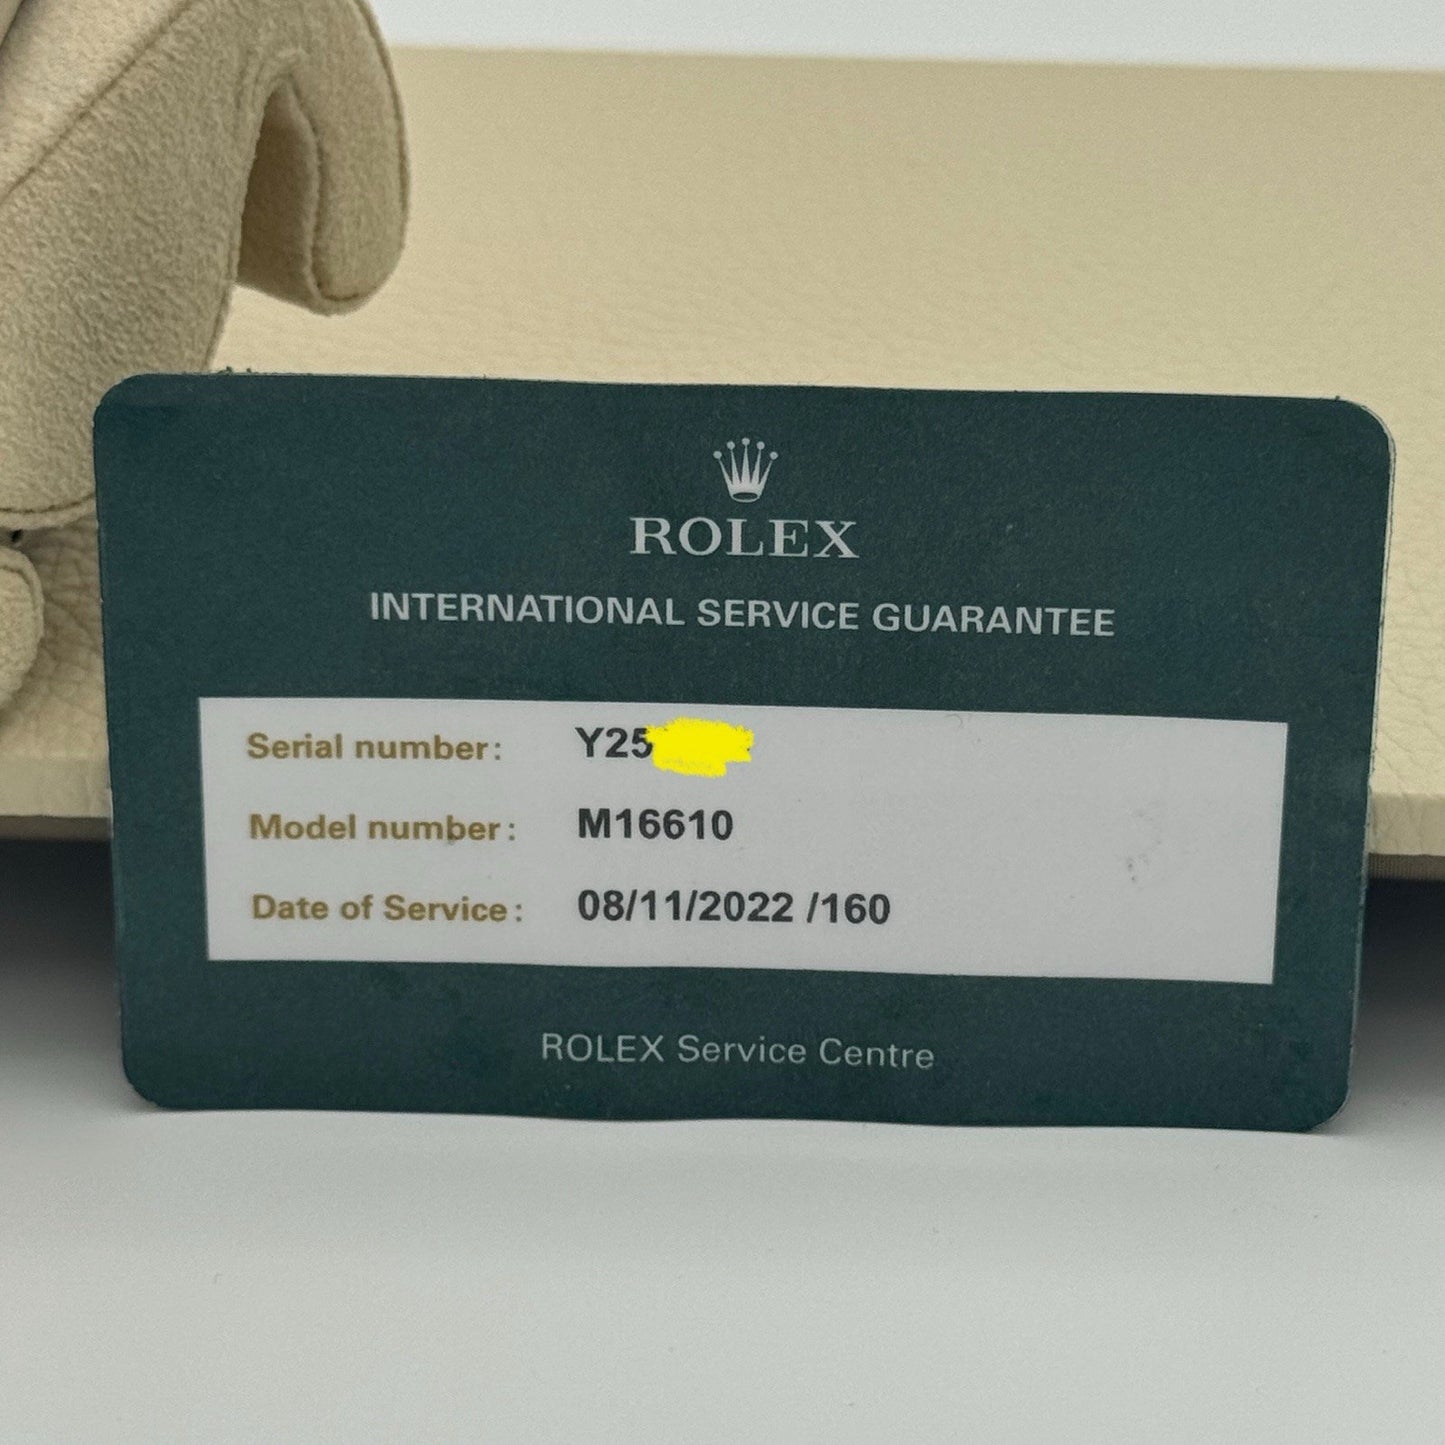 ROLEX
INTERNATIONAL SERVICE GUARANTEE
Serial number: Y25
Model number: M16610
Date of Service: 08/11/2022 /160
ROLEX Service Centre